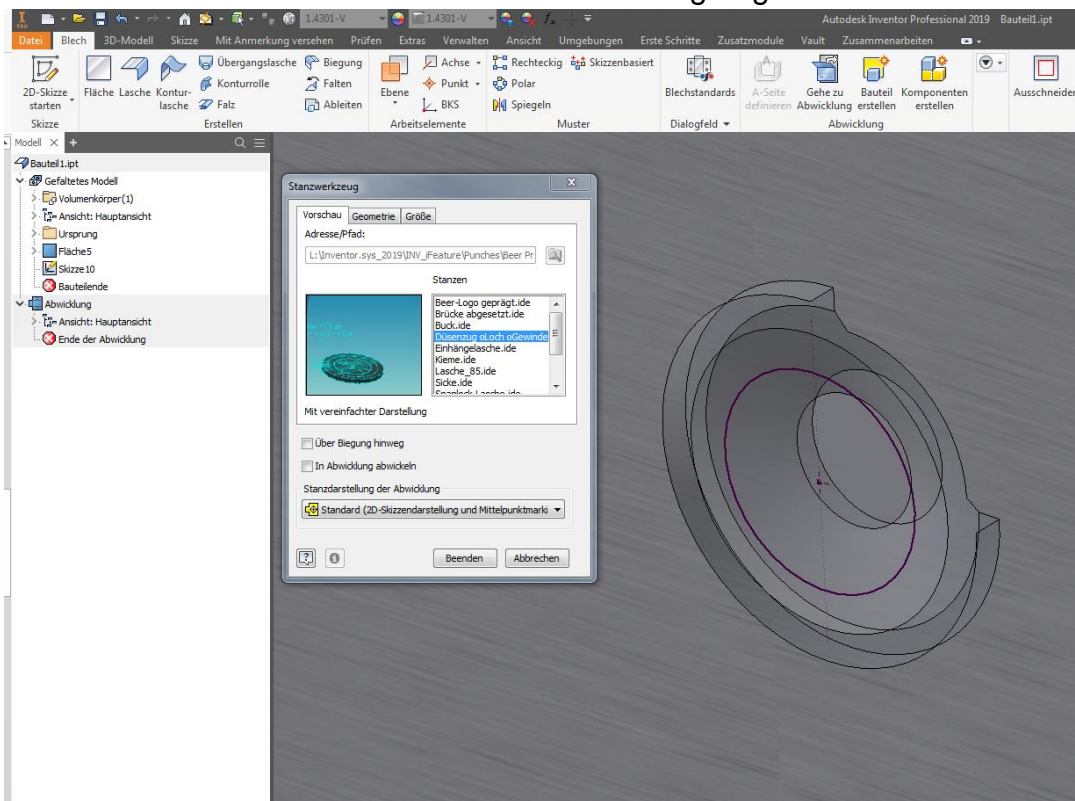 1.4301-V 1.4301-V Autodesk Inventor Professional 2019 Bauteil1.ipt
Datei Blech 3D-Modell Skizze Mit Anmerkung versehen Prüfen Extras Verwalten Ansicht Umgebungen Erste Schritte Zusatzmodule Vault Zusammenarbeiten
Übergangslasche Biegung Achse Rechteckig Skizzenbasiert
Konturrolle Falten Punkt Polar
Falz Ableiten BKS Spiegeln
2D-Skizze starten Fläche Lasche Kontur-lasche Ebene Blechstandards A-Seite definieren Gehe zu Abwicklung Bauteil erstellen Komponenten erstellen Ausschneiden
Skizze Erstellen Arbeitselemente Muster Dialogfeld Abwicklung
Modell
Bauteil1.ipt
Gefaltetes Modell
Volumenkörper(1)
Ansicht: Hauptansicht
Ursprung
Fläche5
Skizze10
Bauteilende
Abwicklung
Ansicht: Hauptansicht
Ende der Abwicklung
Stanzwerkzeug
Vorschau Geometrie Größe
Adresse/Pfad:
L:\Inventor.sys_2019\INV_iFeature\Punches\Beer Pr
Stanzen
Beer-Logo geprägt.ide
Brücke abgesetzt.ide
Buck.ide
Düsenzug oLoch oGewinde
Einhängelasche.ide
Kieme.ide
Lasche_85.ide
Sicke.ide
Mit vereinfachter Darstellung
Über Biegung hinweg
In Abwicklung abwickeln
Stanzdarstellung der Abwicklung
Standard (2D-Skizzendarstellung und Mittelpunktmarki
Beenden Abbrechen